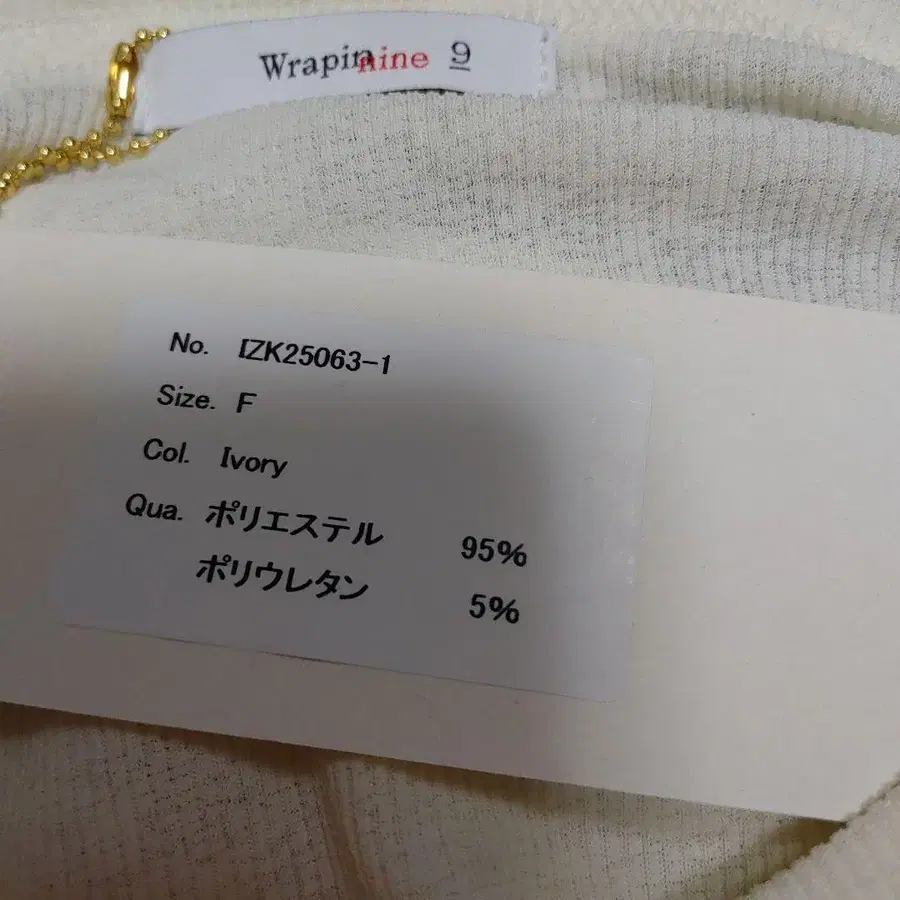 Wrapinnine 9
No. IZK25063-1
Size. F
Col. Ivory
Qua. ポリエステル 95%
ポリウレタン 5%